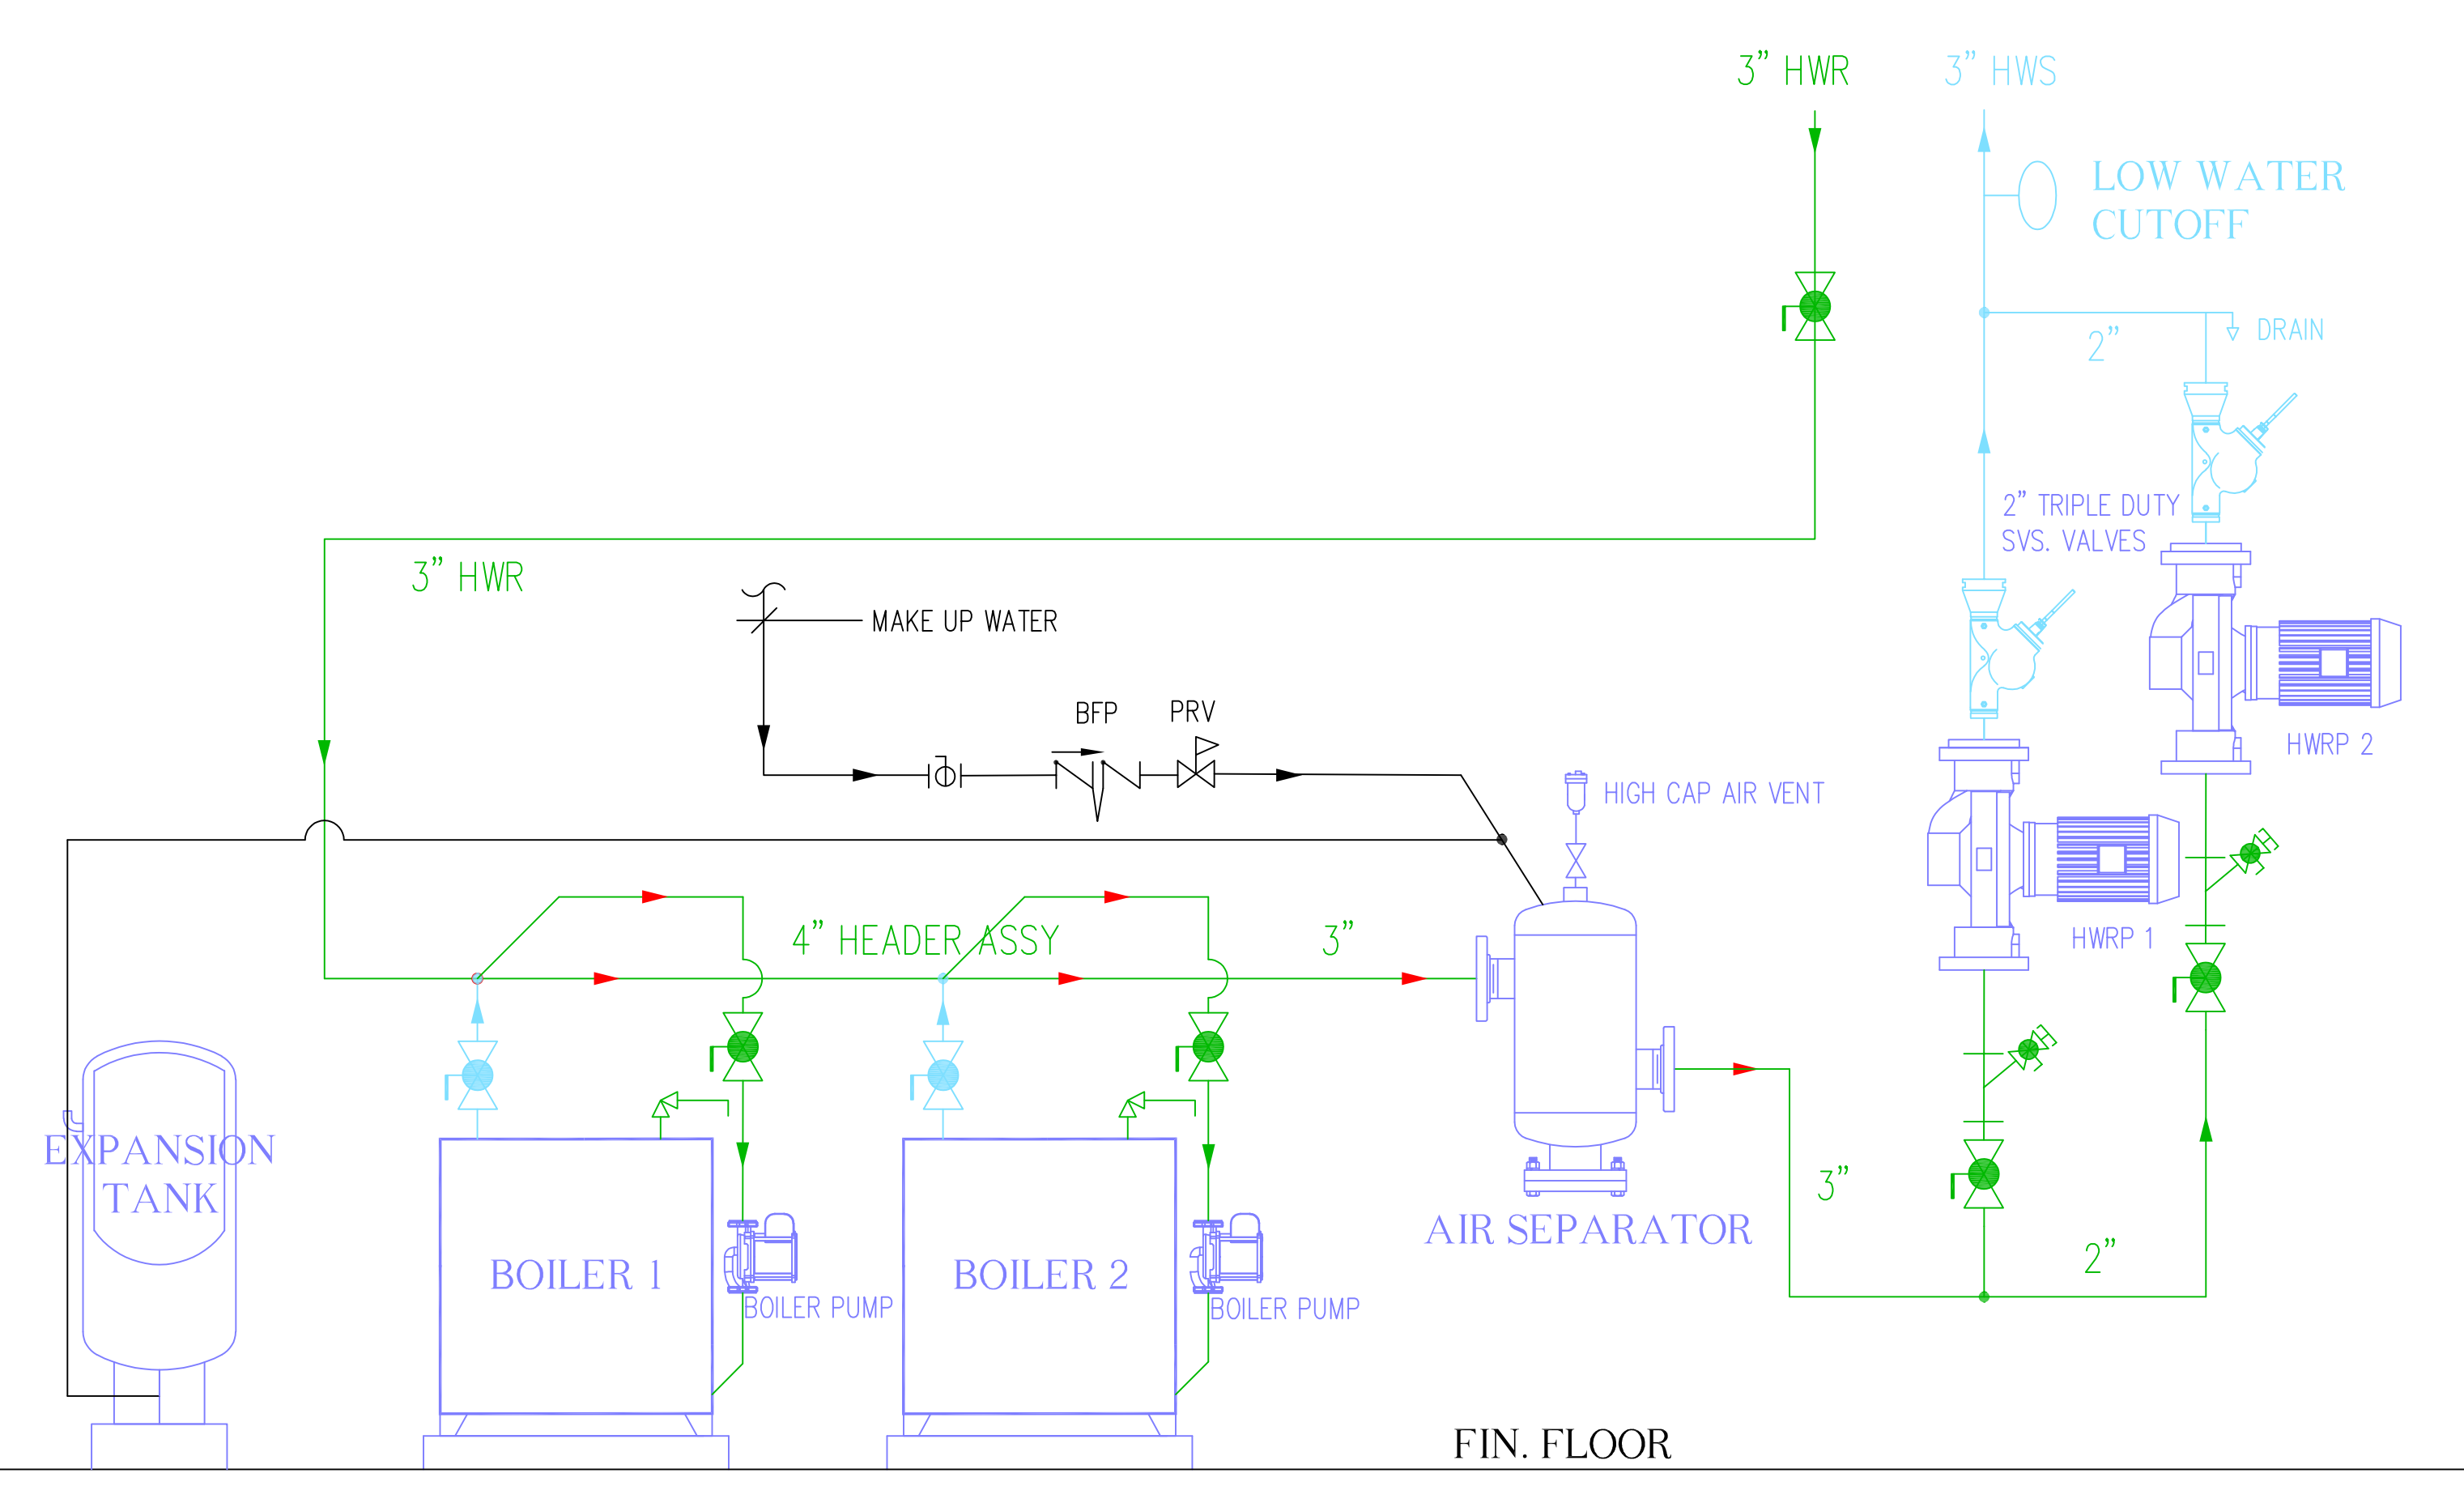 3” HWR
3” HWS
LOW WATER
CUTOFF
2”
DRAIN
2” TRIPLE DUTY
SVS. VALVES
3” HWR
MAKE UP WATER
BFP
PRV
HWRP 2
HIGH CAP AIR VENT
4” HEADER ASSY
3”
HWRP 1
EXPANSION
TANK
3”
AIR SEPARATOR
2”
BOILER 1
BOILER PUMP
BOILER 2
BOILER PUMP
FIN. FLOOR